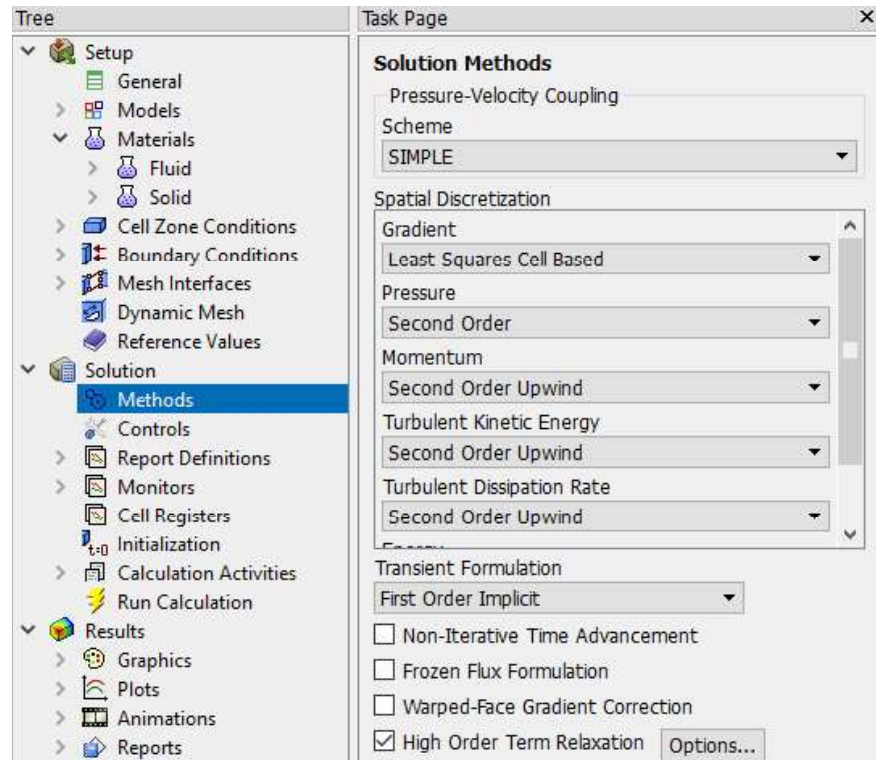 Tree
Setup
General
Models
Materials
Fluid
Solid
Cell Zone Conditions
Boundary Conditions
Mesh Interfaces
Dynamic Mesh
Reference Values
Solution
Methods
Controls
Report Definitions
Monitors
Cell Registers
t=0 Initialization
Calculation Activities
Run Calculation
Results
Graphics
Plots
Animations
Reports
Task Page
Solution Methods
Pressure-Velocity Coupling
Scheme
SIMPLE
Spatial Discretization
Gradient
Least Squares Cell Based
Pressure
Second Order
Momentum
Second Order Upwind
Turbulent Kinetic Energy
Second Order Upwind
Turbulent Dissipation Rate
Second Order Upwind
Energy
Transient Formulation
First Order Implicit
Non-Iterative Time Advancement
Frozen Flux Formulation
Warped-Face Gradient Correction
High Order Term Relaxation Options...